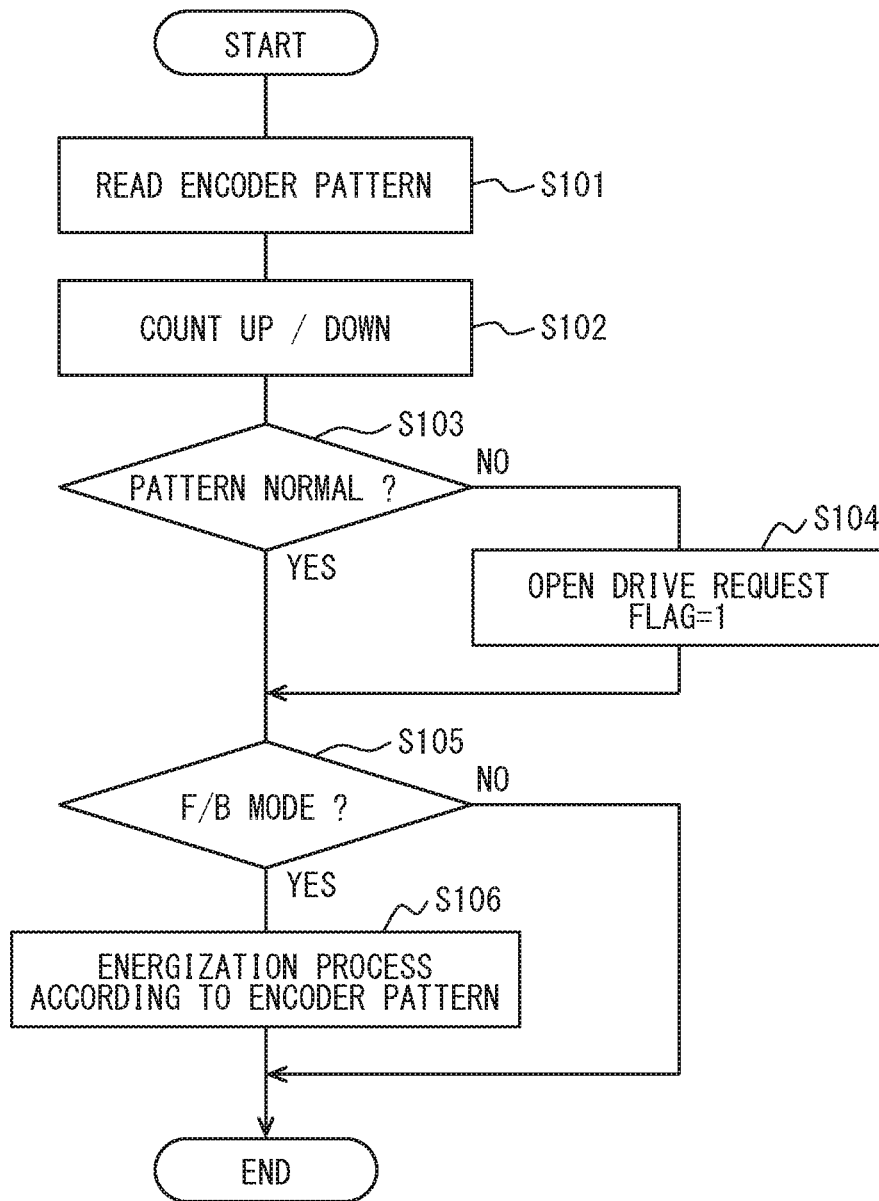 START
READ ENCODER PATTERN
S101
COUNT UP / DOWN
S102
S103
PATTERN NORMAL ?
NO
YES
S104
OPEN DRIVE REQUEST
FLAG=1
S105
F/B MODE ?
NO
YES
S106
ENERGIZATION PROCESS
ACCORDING TO ENCODER PATTERN
END